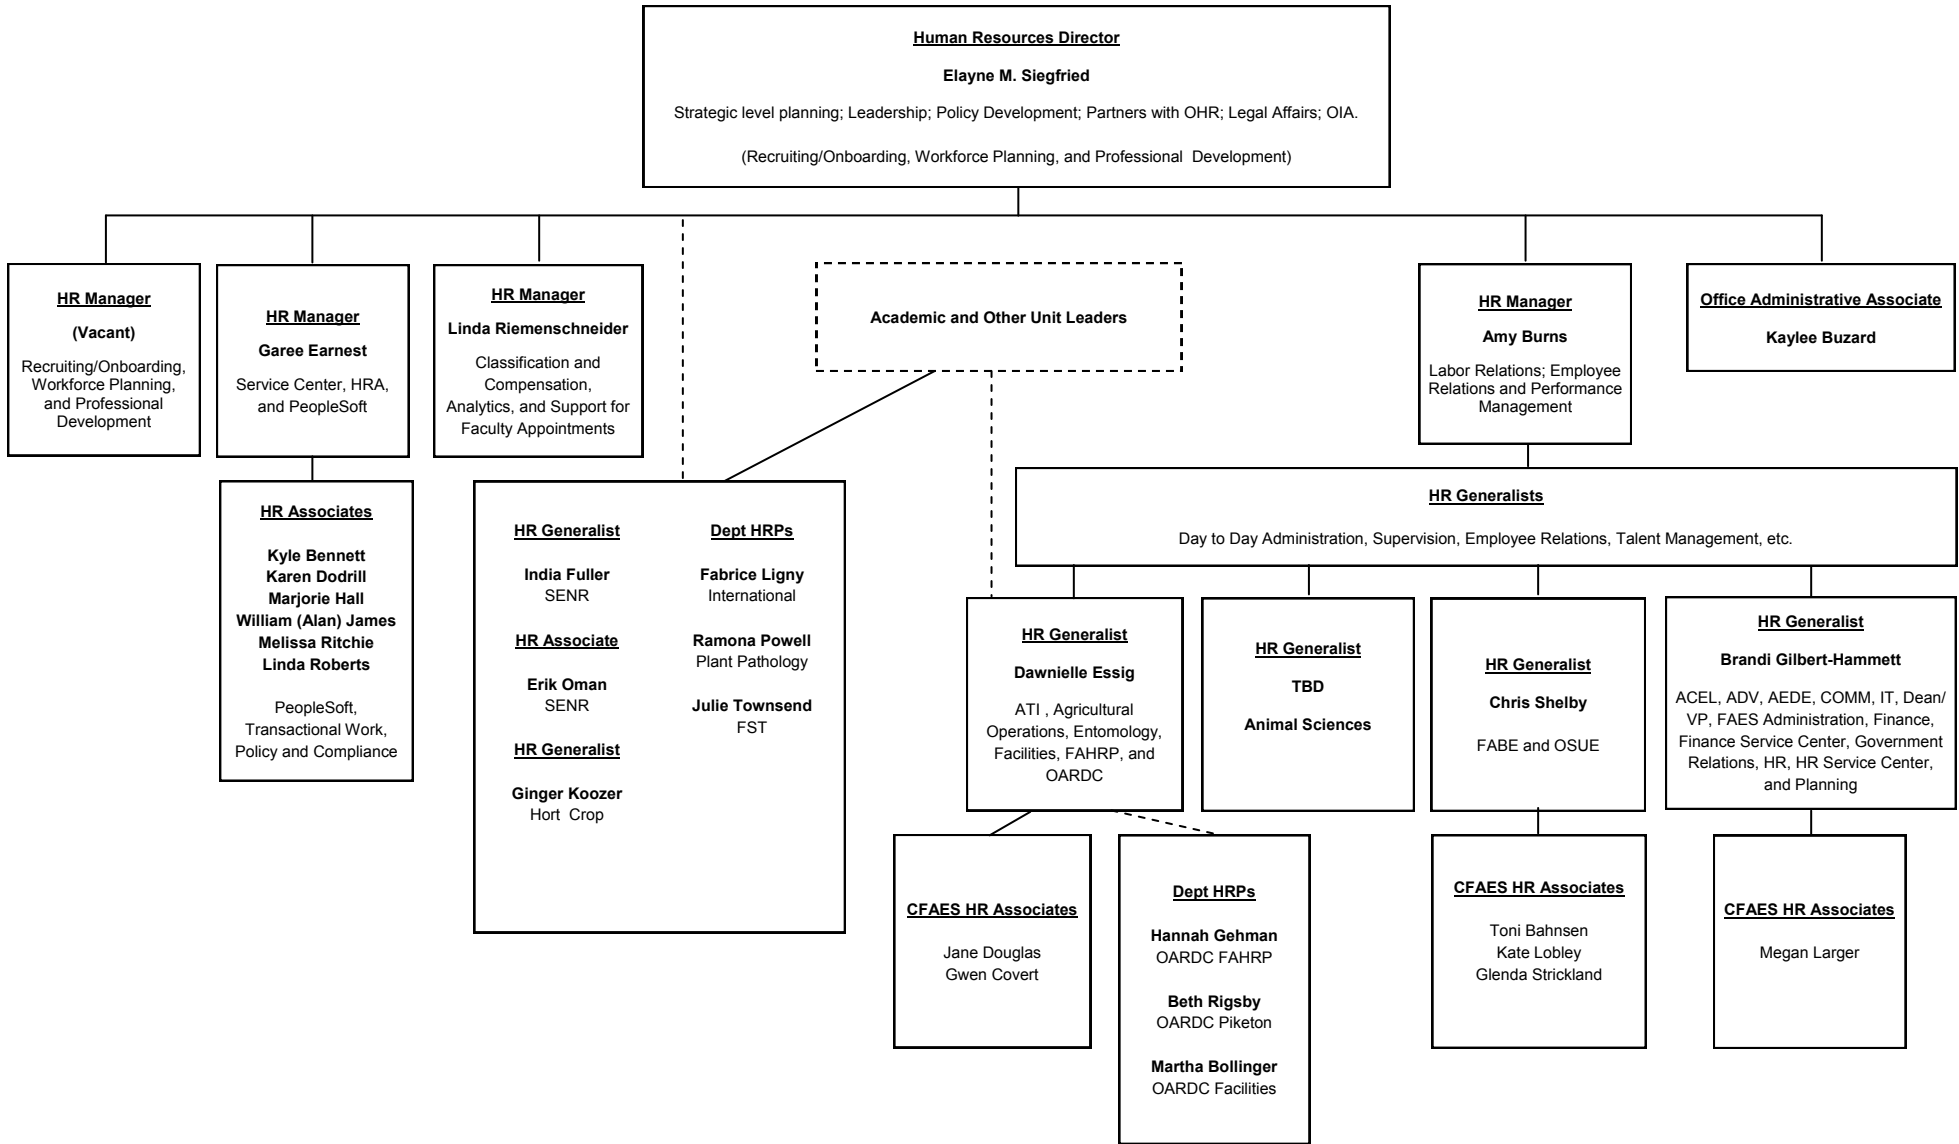 Human Resources Director
Elayne M. Siegfried
Strategic level planning; Leadership; Policy Development; Partners with OHR; Legal Affairs; OIA.
(Recruiting/Onboarding, Workforce Planning, and Professional Development)
HR Manager
(Vacant)
Recruiting/Onboarding,
Workforce Planning,
and Professional
Development
HR Manager
Garee Earnest
Service Center, HRA,
and PeopleSoft
HR Manager
Linda Riemenschneider
Classification and
Compensation,
Analytics, and Support for
Faculty Appointments
Academic and Other Unit Leaders
HR Manager
Amy Burns
Labor Relations; Employee
Relations and Performance
Management
Office Administrative Associate
Kaylee Buzard
HR Associates
Kyle Bennett
Karen Dodrill
Marjorie Hall
William (Alan) James
Melissa Ritchie
Linda Roberts
PeopleSoft,
Transactional Work,
Policy and Compliance
HR Generalist
India Fuller
SENR
HR Associate
Erik Oman
SENR
HR Generalist
Ginger Koozer
Hort Crop
Dept HRPs
Fabrice Ligny
International
Ramona Powell
Plant Pathology
Julie Townsend
FST
HR Generalists
Day to Day Administration, Supervision, Employee Relations, Talent Management, etc.
HR Generalist
Dawnielle Essig
ATI , Agricultural
Operations, Entomology,
Facilities, FAHRP, and
OARDC
HR Generalist
TBD
Animal Sciences
HR Generalist
Chris Shelby
FABE and OSUE
HR Generalist
Brandi Gilbert-Hammett
ACEL, ADV, AEDE, COMM, IT, Dean/
VP, FAES Administration, Finance,
Finance Service Center, Government
Relations, HR, HR Service Center,
and Planning
CFAES HR Associates
Jane Douglas
Gwen Covert
Dept HRPs
Hannah Gehman
OARDC FAHRP
Beth Rigsby
OARDC Piketon
Martha Bollinger
OARDC Facilities
CFAES HR Associates
Toni Bahnsen
Kate Lobley
Glenda Strickland
CFAES HR Associates
Megan Larger